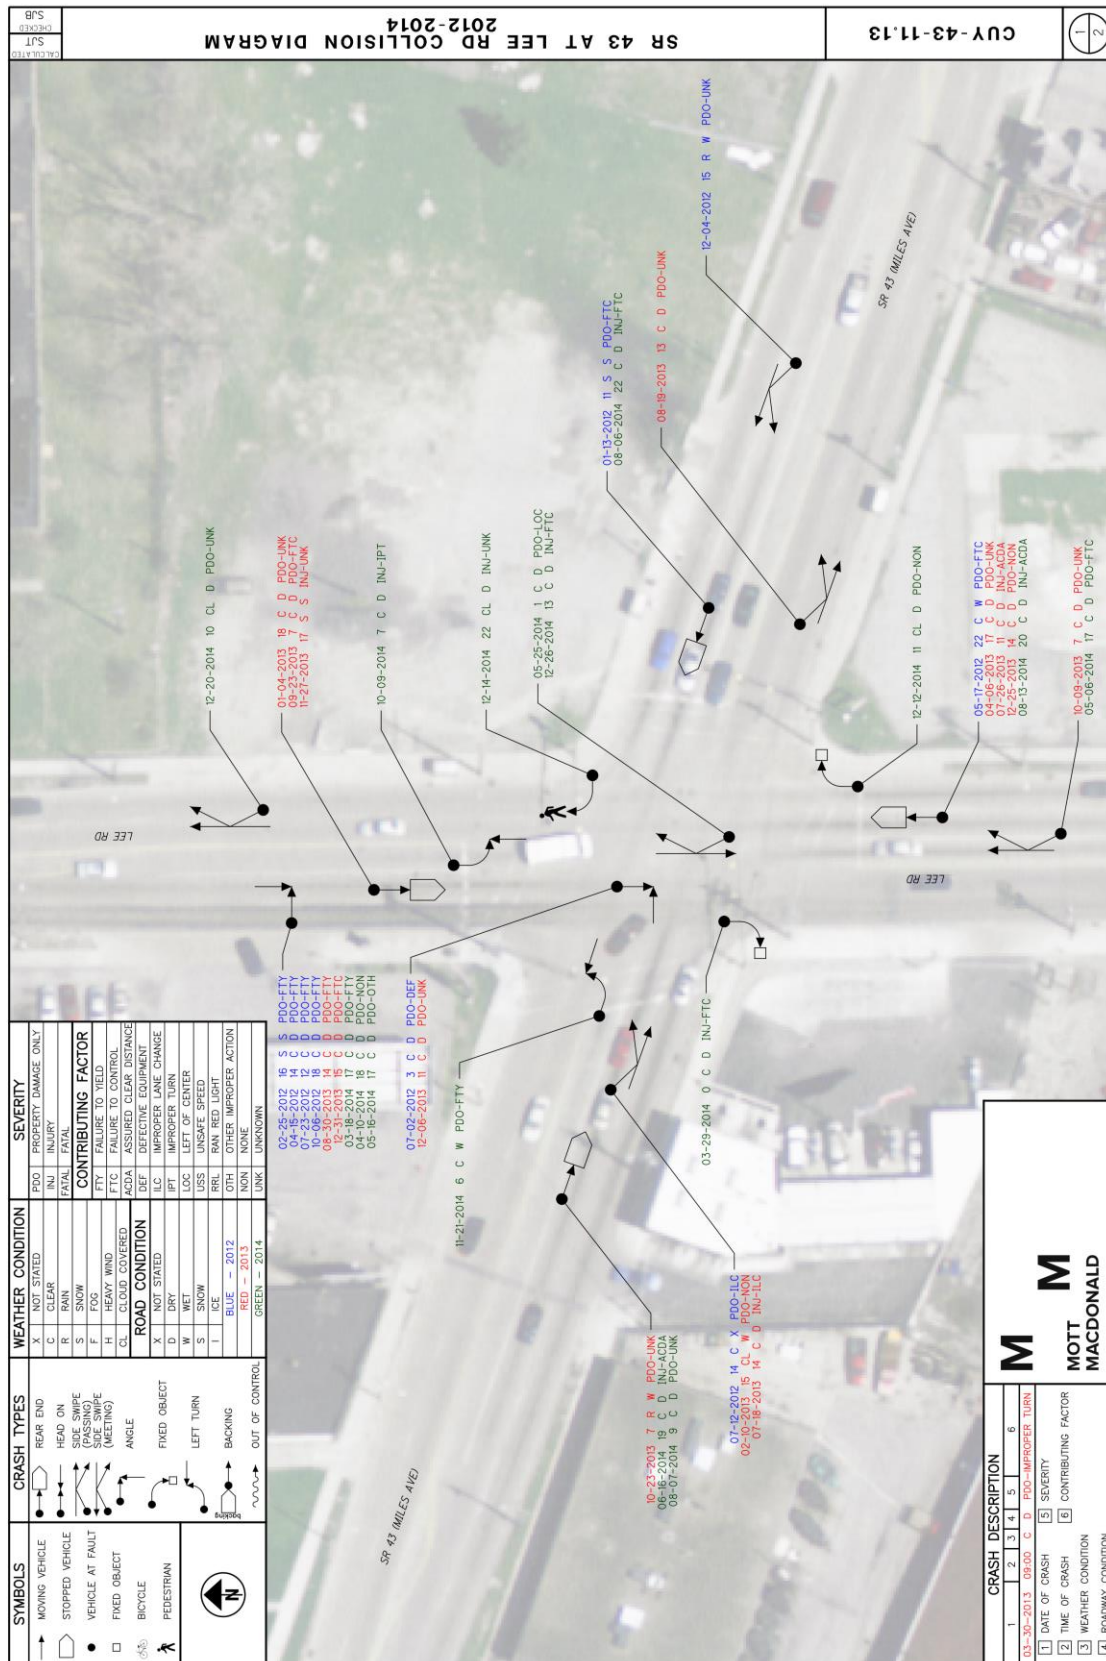 SR 43 AT LEE RD COLLISION DIAGRAM
2012-2014
CUY-43-11.13
CALCULATED
SJT
CHECKED
SJB
1
2
SYMBOLS
MOVING VEHICLE
STOPPED VEHICLE
VEHICLE AT FAULT
FIXED OBJECT
BICYCLE
PEDESTRIAN
N
CRASH TYPES
REAR END
HEAD ON
SIDE SWIPE
(PASSING)
SIDE SWIPE
(MEETING)
ANGLE
FIXED OBJECT
LEFT TURN
backing
BACKING
OUT OF CONTROL
WEATHER CONDITION
X NOT STATED
C CLEAR
R RAIN
S SNOW
F FOG
H HEAVY WIND
CL CLOUD COVERED
ROAD CONDITION
X NOT STATED
D DRY
W WET
S SNOW
I ICE
BLUE - 2012
RED - 2013
GREEN - 2014
SEVERITY
PDO PROPERTY DAMAGE ONLY
INJ INJURY
FATAL FATAL
CONTRIBUTING FACTOR
FTY FAILURE TO YIELD
FTC FAILURE TO CONTROL
ACDA ASSURED CLEAR DISTANCE
DEF DEFECTIVE EQUIPMENT
ILC IMPROPER LANE CHANGE
IPT IMPROPER TURN
LOC LEFT OF CENTER
USS UNSAFE SPEED
RRL RAN RED LIGHT
OTH OTHER IMPROPER ACTION
NON NONE
UNK UNKNOWN
12-20-2014 10 CL D PDO-UNK
01-04-2013 18 C D PDO-UNK
09-23-2013 7 C D PDO-FTC
11-27-2013 17 S S INJ-UNK
10-09-2014 7 C D INJ-IPT
12-14-2014 22 CL D INJ-UNK
05-25-2014 1 C D PDO-LOC
12-26-2014 13 C D INJ-FTC
01-13-2012 11 S S PDO-FTC
08-06-2014 22 C D INJ-FTC
08-19-2013 13 C D PDO-UNK
12-04-2012 15 R W PDO-UNK
LEE RD
LEE RD
SR 43 (MILES AVE)
SR 43 (MILES AVE)
02-25-2012 16 S S PDO-FTY
04-15-2012 14 C D PDO-FTY
07-23-2012 12 C D PDO-FTY
10-06-2012 18 C D PDO-FTY
08-30-2013 14 C D PDO-FTY
12-31-2013 15 C D PDO-FTC
03-18-2014 17 C D PDO-FTY
04-10-2014 18 C D PDO-NON
05-16-2014 17 C D PDO-OTH
07-02-2012 3 C D PDO-DEF
12-06-2013 11 C D PDO-UNK
11-21-2014 6 C W PDO-FTY
03-29-2014 0 C D INJ-FTC
12-12-2014 11 CL D PDO-NON
05-17-2012 22 C W PDO-FTC
04-06-2013 17 C D PDO-UNK
07-26-2013 11 C D INJ-ACDA
12-25-2013 14 C D PDO-NON
08-13-2014 20 C D INJ-ACDA
10-09-2013 7 C D PDO-UNK
05-06-2014 17 C D PDO-FTC
10-23-2013 7 R W PDO-UNK
06-16-2014 19 C D INJ-ACDA
08-07-2014 9 C D PDO-UNK
07-12-2012 14 C X PDO-ILC
02-10-2013 15 CL W PDO-NON
07-18-2013 14 C D INJ-ILC
CRASH DESCRIPTION
1 2 3 4 5 6
03-30-2013 09:00 C D PDO-IMPROPER TURN
1 DATE OF CRASH
2 TIME OF CRASH
3 WEATHER CONDITION
4 ROADWAY CONDITION
5 SEVERITY
6 CONTRIBUTING FACTOR
M M
MOTT
MACDONALD